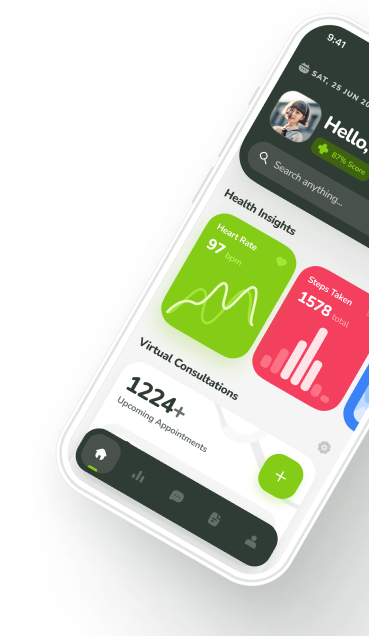 9:41
SAT, 25 JUN 20
Hello,
87% Score
Search anything...
Health Insights
Heart Rate
97 bpm
Steps Taken
1578 total
Virtual Consultations
1224+
Upcoming Appointments